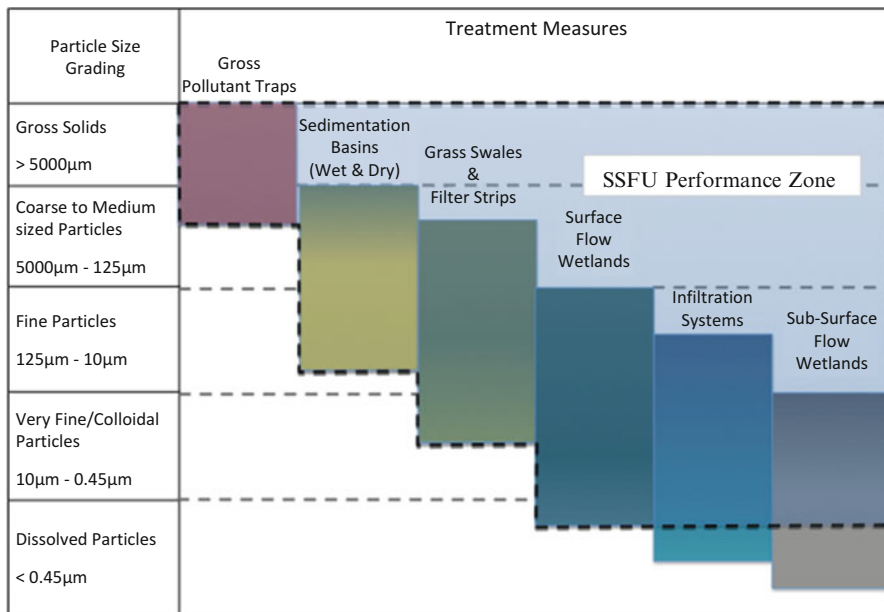 Particle Size
Grading
Treatment Measures
Gross
Pollutant Traps
Gross Solids
> 5000µm
Sedimentation
Basins
(Wet & Dry)
Grass Swales
&
Filter Strips
SSFU Performance Zone
Coarse to Medium
sized Particles
5000µm - 125µm
Surface
Flow
Wetlands
Fine Particles
125µm - 10µm
Infiltration
Systems
Sub-Surface
Flow
Wetlands
Very Fine/Colloidal
Particles
10µm - 0.45µm
Dissolved Particles
< 0.45µm